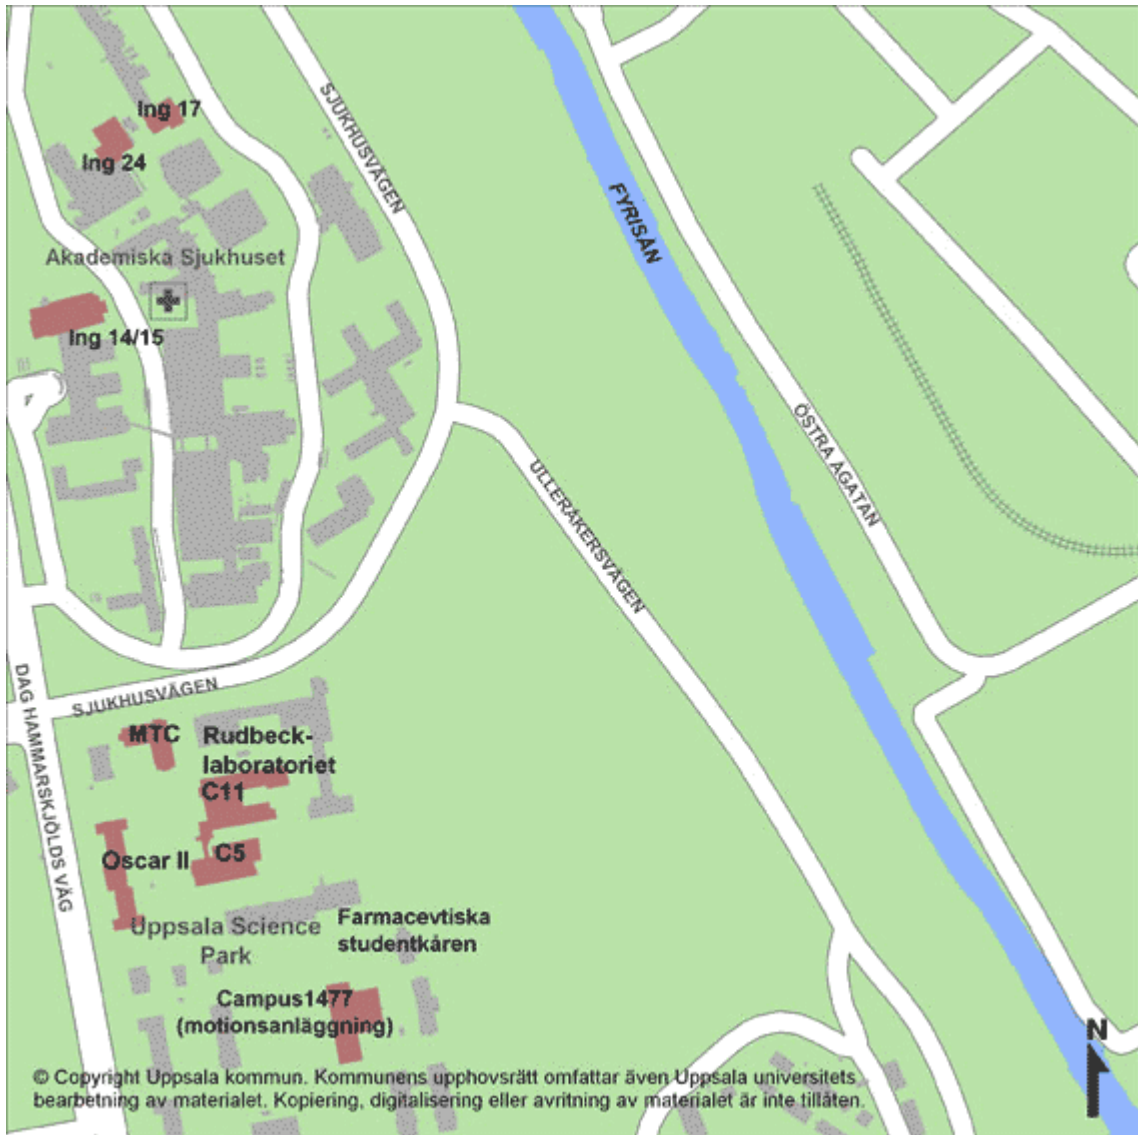 Ing 17
Ing 24
SJUKHUSVÄGEN
FYRISÅN
Akademiska Sjukhuset
Ing 14/15
ÖSTRA ÅGATAN
ULLERÅKERSVÄGEN
SJUKHUSVÄGEN
DAG HAMMARSKJÖLDS VÄG
MTC
Rudbeck-
laboratoriet
C11
Oscar II
C5
Uppsala Science
Park
Farmacevtiska
studentkåren
Campus1477
(motionsanläggning)
N
© Copyright Uppsala kommun. Kommunens upphovsrätt omfattar även Uppsala universitets
bearbetning av materialet. Kopiering, digitalisering eller avritning av materialet är inte tillåten.